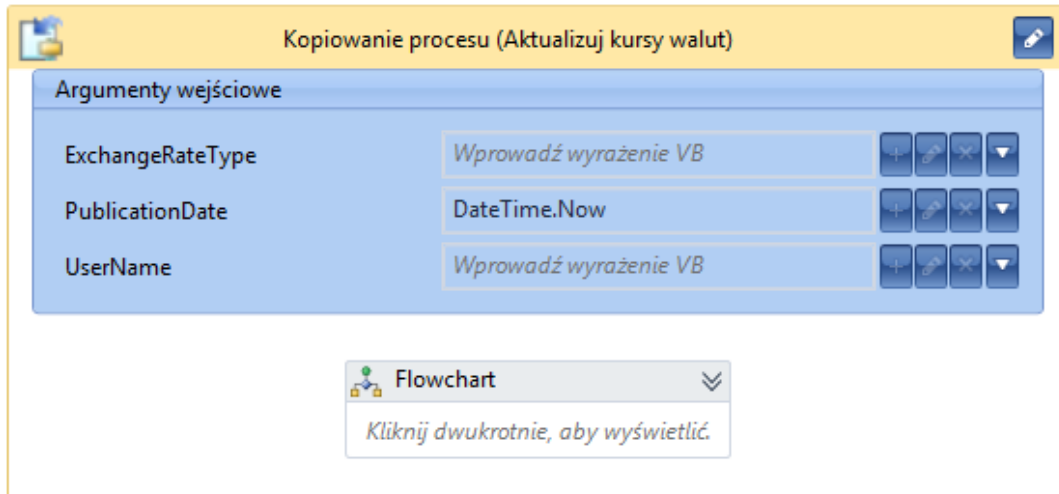 Kopiowanie procesu (Aktualizuj kursy walut)
Argumenty wejściowe
ExchangeRateType Wprowadź wyrażenie VB
PublicationDate DateTime.Now
UserName Wprowadź wyrażenie VB
Flowchart
Kliknij dwukrotnie, aby wyświetlić.